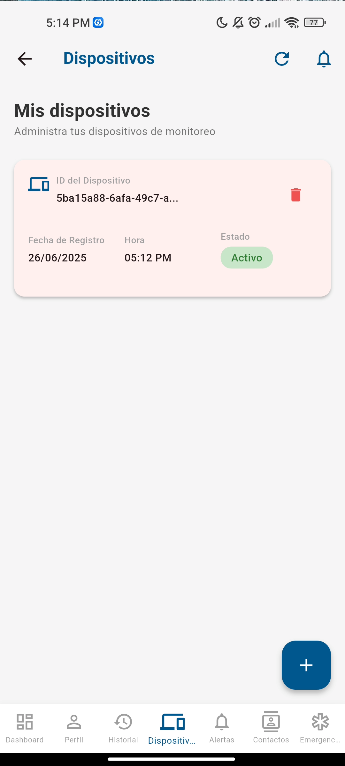 5:14 PM
77
Dispositivos
Mis dispositivos
Administra tus dispositivos de monitoreo
ID del Dispositivo
5ba15a88-6afa-49c7-a...
Fecha de Registro
Hora
Estado
26/06/2025
05:12 PM
Activo
Dashboard
Perfil
Historial
Dispositiv...
Alertas
Contactos
Emergenc...